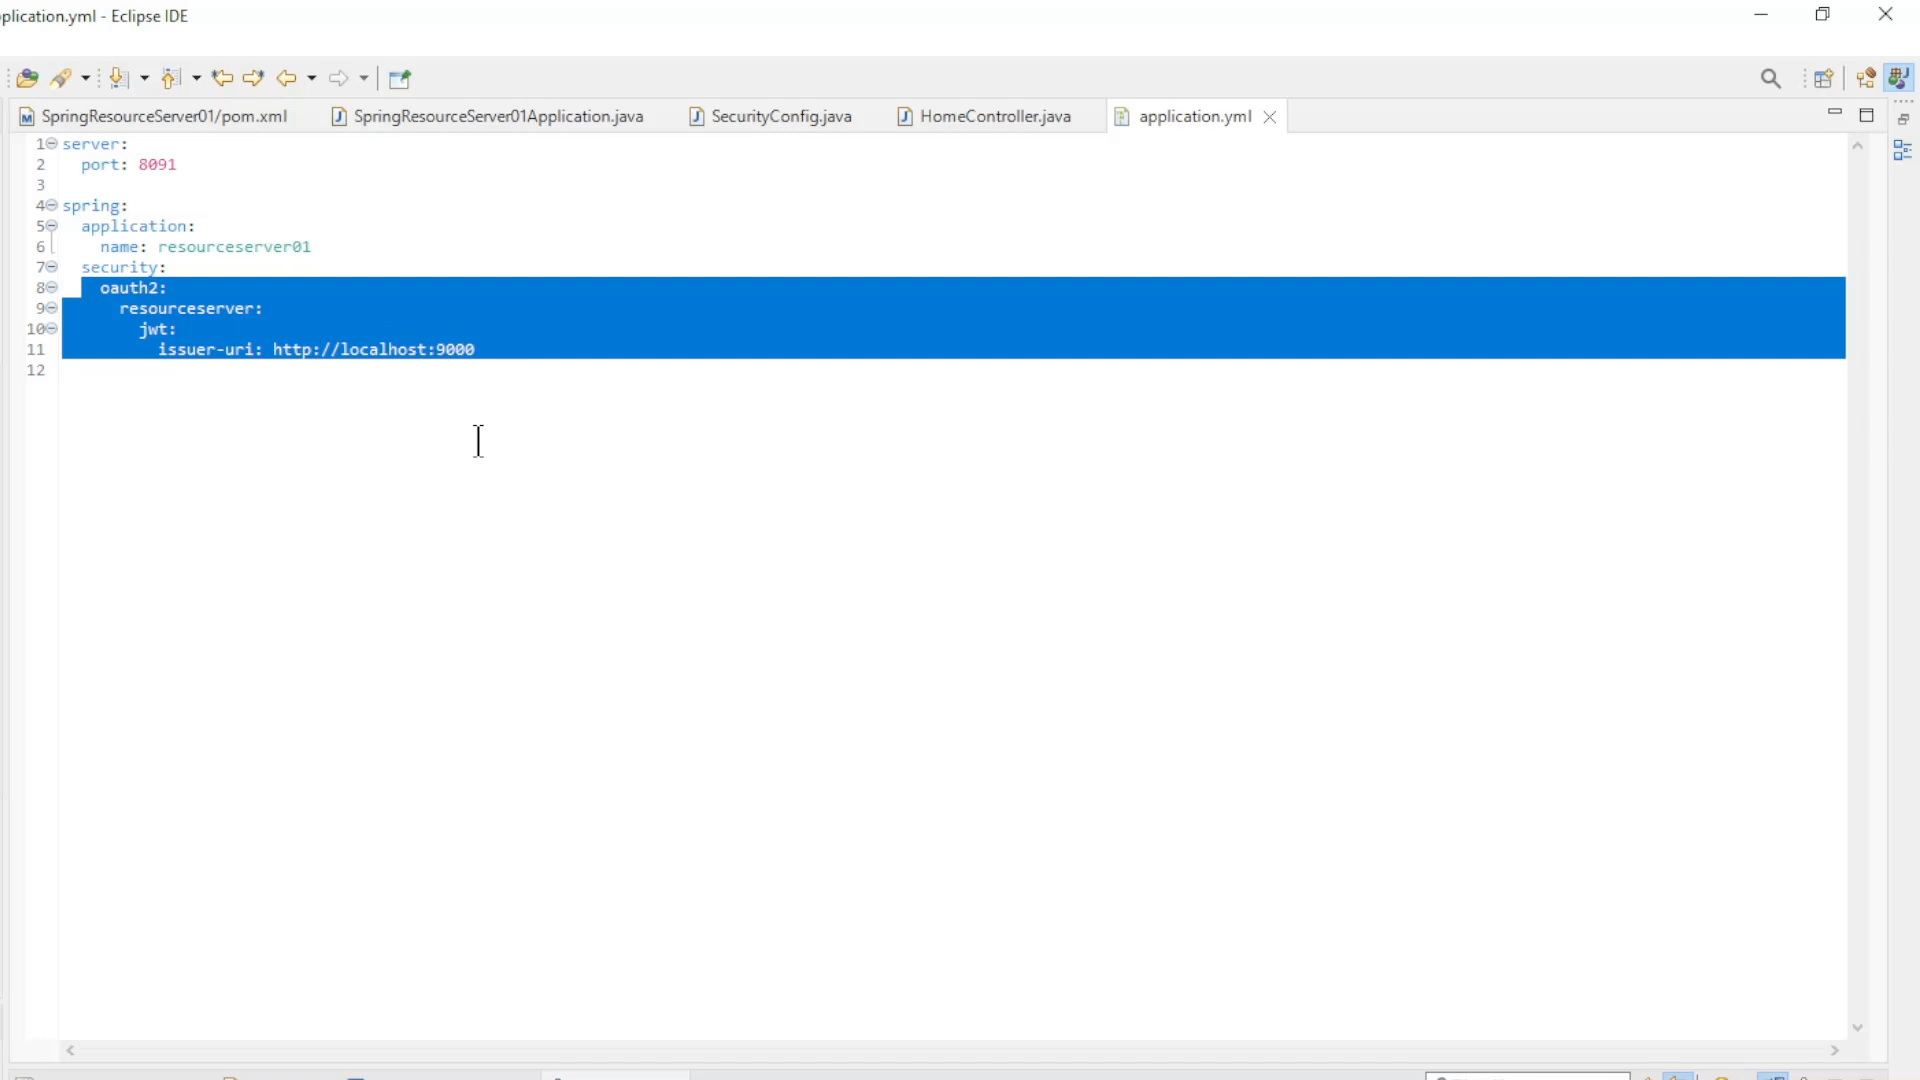 plication.yml - Eclipse IDE
SpringResourceServer01/pom.xml
SpringResourceServer01Application.java
SecurityConfig.java
HomeController.java
application.yml
1 server:
2   port: 8091
3
4 spring:
5   application:
6     name: resourceserver01
7   security:
8     oauth2:
9       resourceserver:
10         jwt:
11           issuer-uri: http://localhost:9000
12